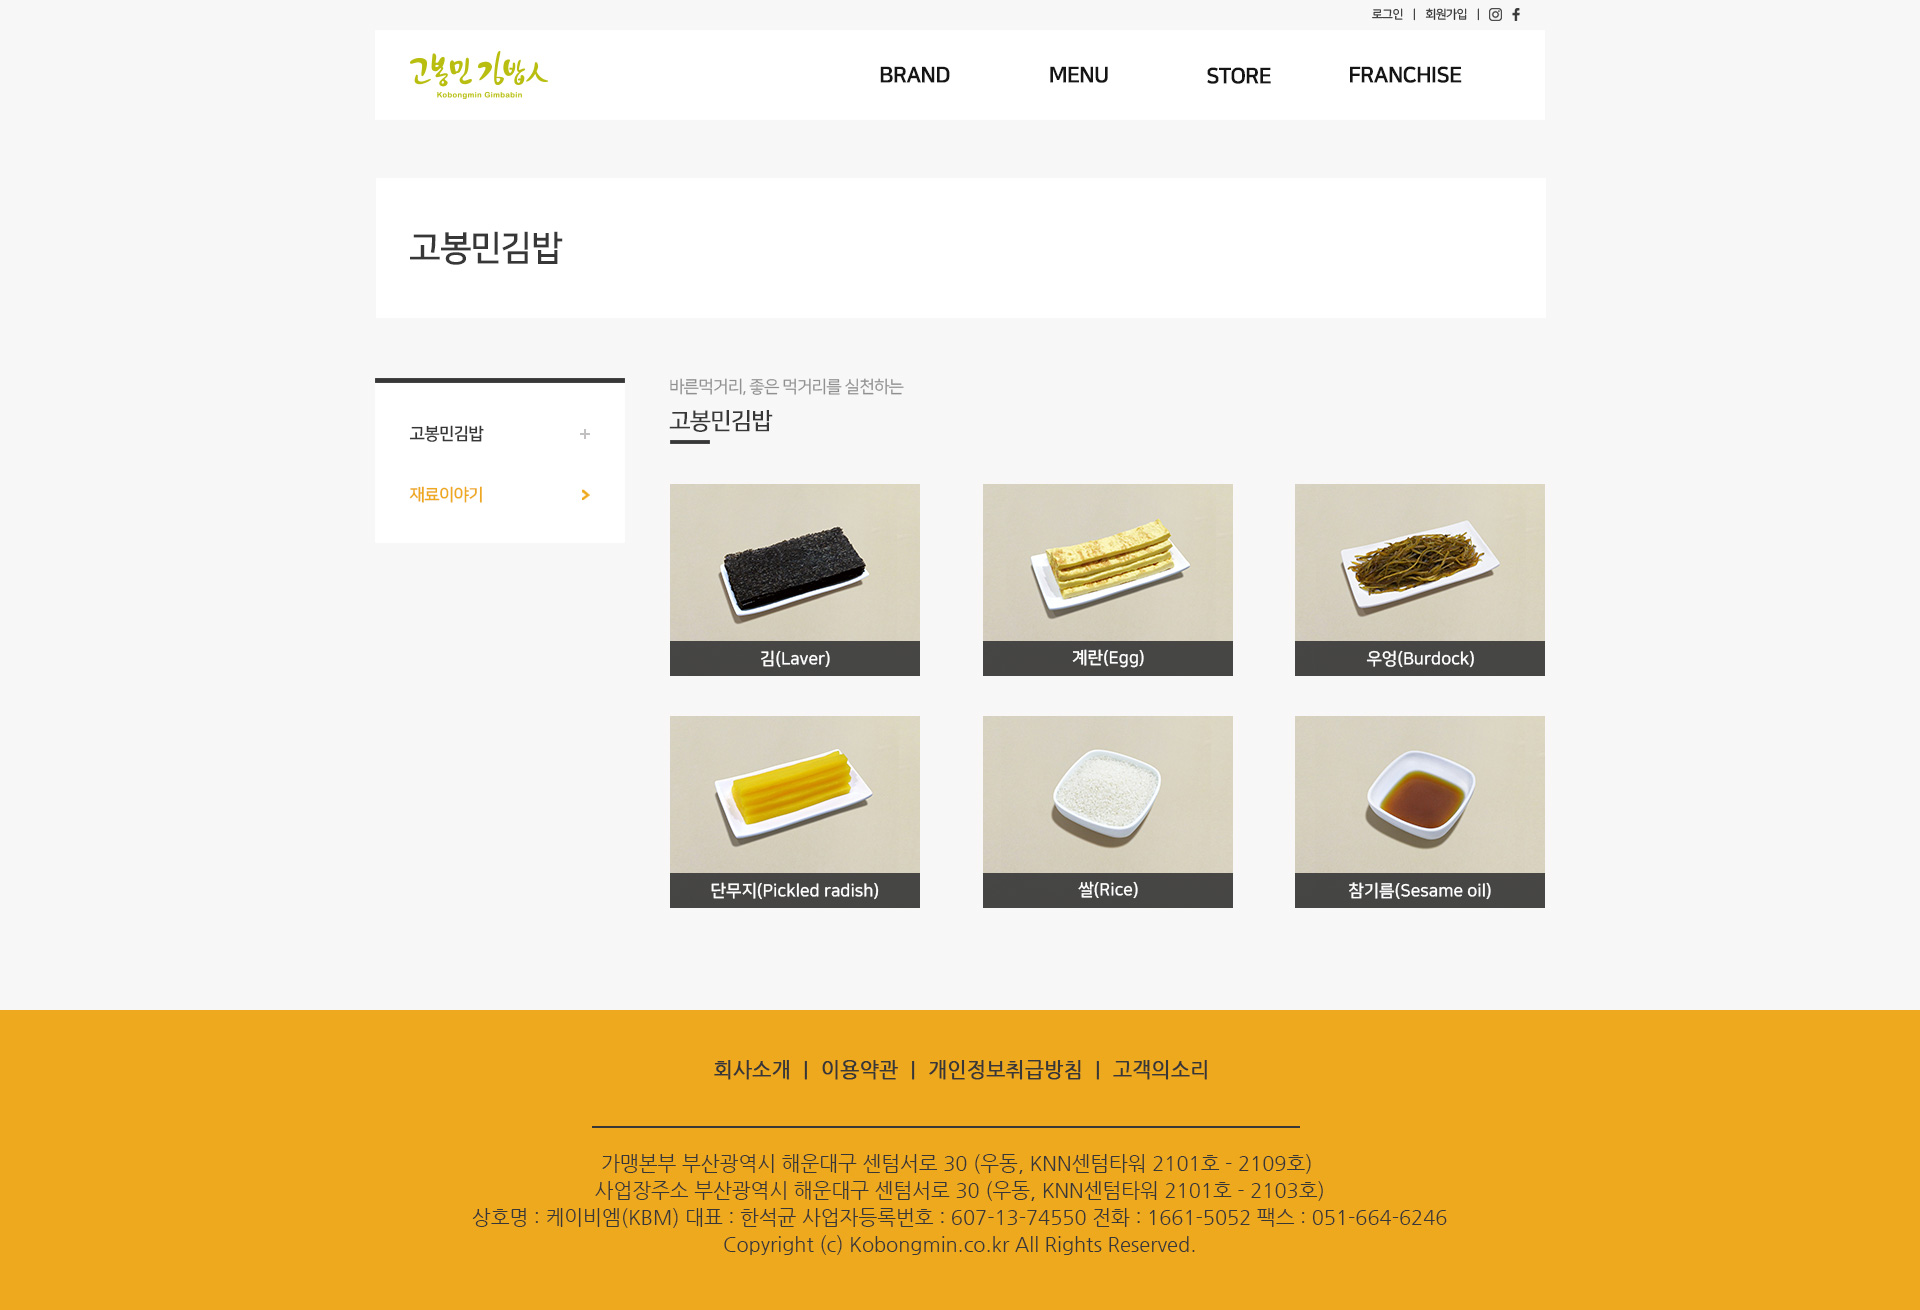 로그인 | 회원가입 |
고봉민김밥人
Kobongmin Gimbabin
BRAND MENU STORE FRANCHISE
고봉민김밥
고봉민김밥 +
재료이야기 >
바른먹거리, 좋은 먹거리를 실천하는
고봉민김밥
김(Laver) 계란(Egg) 우엉(Burdock)
단무지(Pickled radish) 쌀(Rice) 참기름(Sesame oil)
회사소개 | 이용약관 | 개인정보취급방침 | 고객의소리
가맹본부 부산광역시 해운대구 센텀서로 30 (우동, KNN센텀타워 2101호 - 2109호)
사업장주소 부산광역시 해운대구 센텀서로 30 (우동, KNN센텀타워 2101호 - 2103호)
상호명 : 케이비엠(KBM) 대표 : 한석균 사업자등록번호 : 607-13-74550 전화 : 1661-5052 팩스 : 051-664-6246
Copyright (c) Kobongmin.co.kr All Rights Reserved.